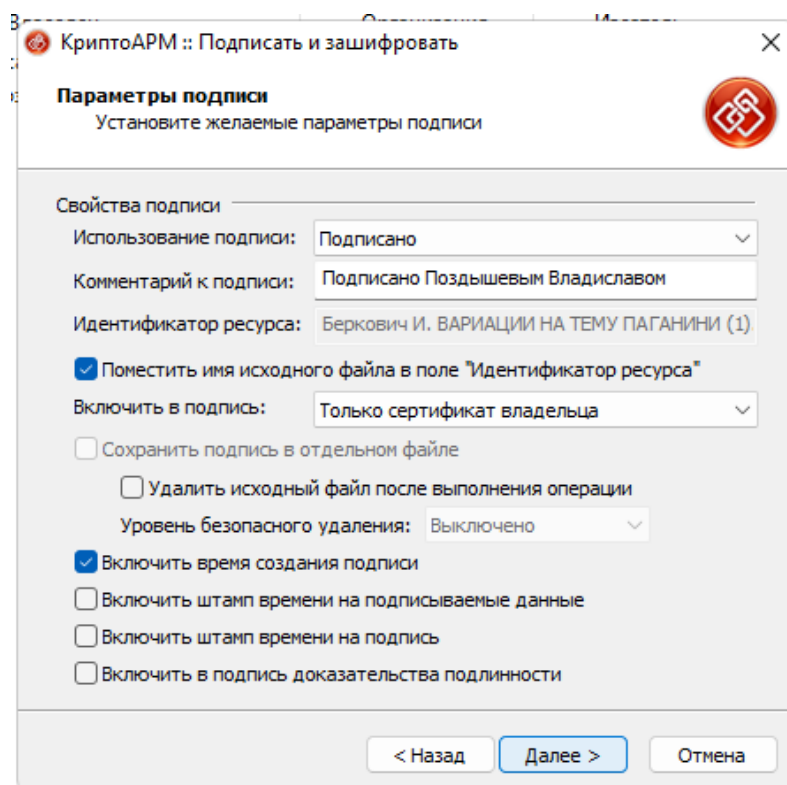 КриптоАРМ :: Подписать и зашифровать
Параметры подписи
Установите желаемые параметры подписи
Свойства подписи
Использование подписи: Подписано
Комментарий к подписи: Подписано Поздышевым Владиславом
Идентификатор ресурса: Беркович И. ВАРИАЦИИ НА ТЕМУ ПАГАНИНИ (1).
Поместить имя исходного файла в поле "Идентификатор ресурса"
Включить в подпись: Только сертификат владельца
Сохранить подпись в отдельном файле
Удалить исходный файл после выполнения операции
Уровень безопасного удаления: Выключено
Включить время создания подписи
Включить штамп времени на подписываемые данные
Включить штамп времени на подпись
Включить в подпись доказательства подлинности
< Назад Далее > Отмена